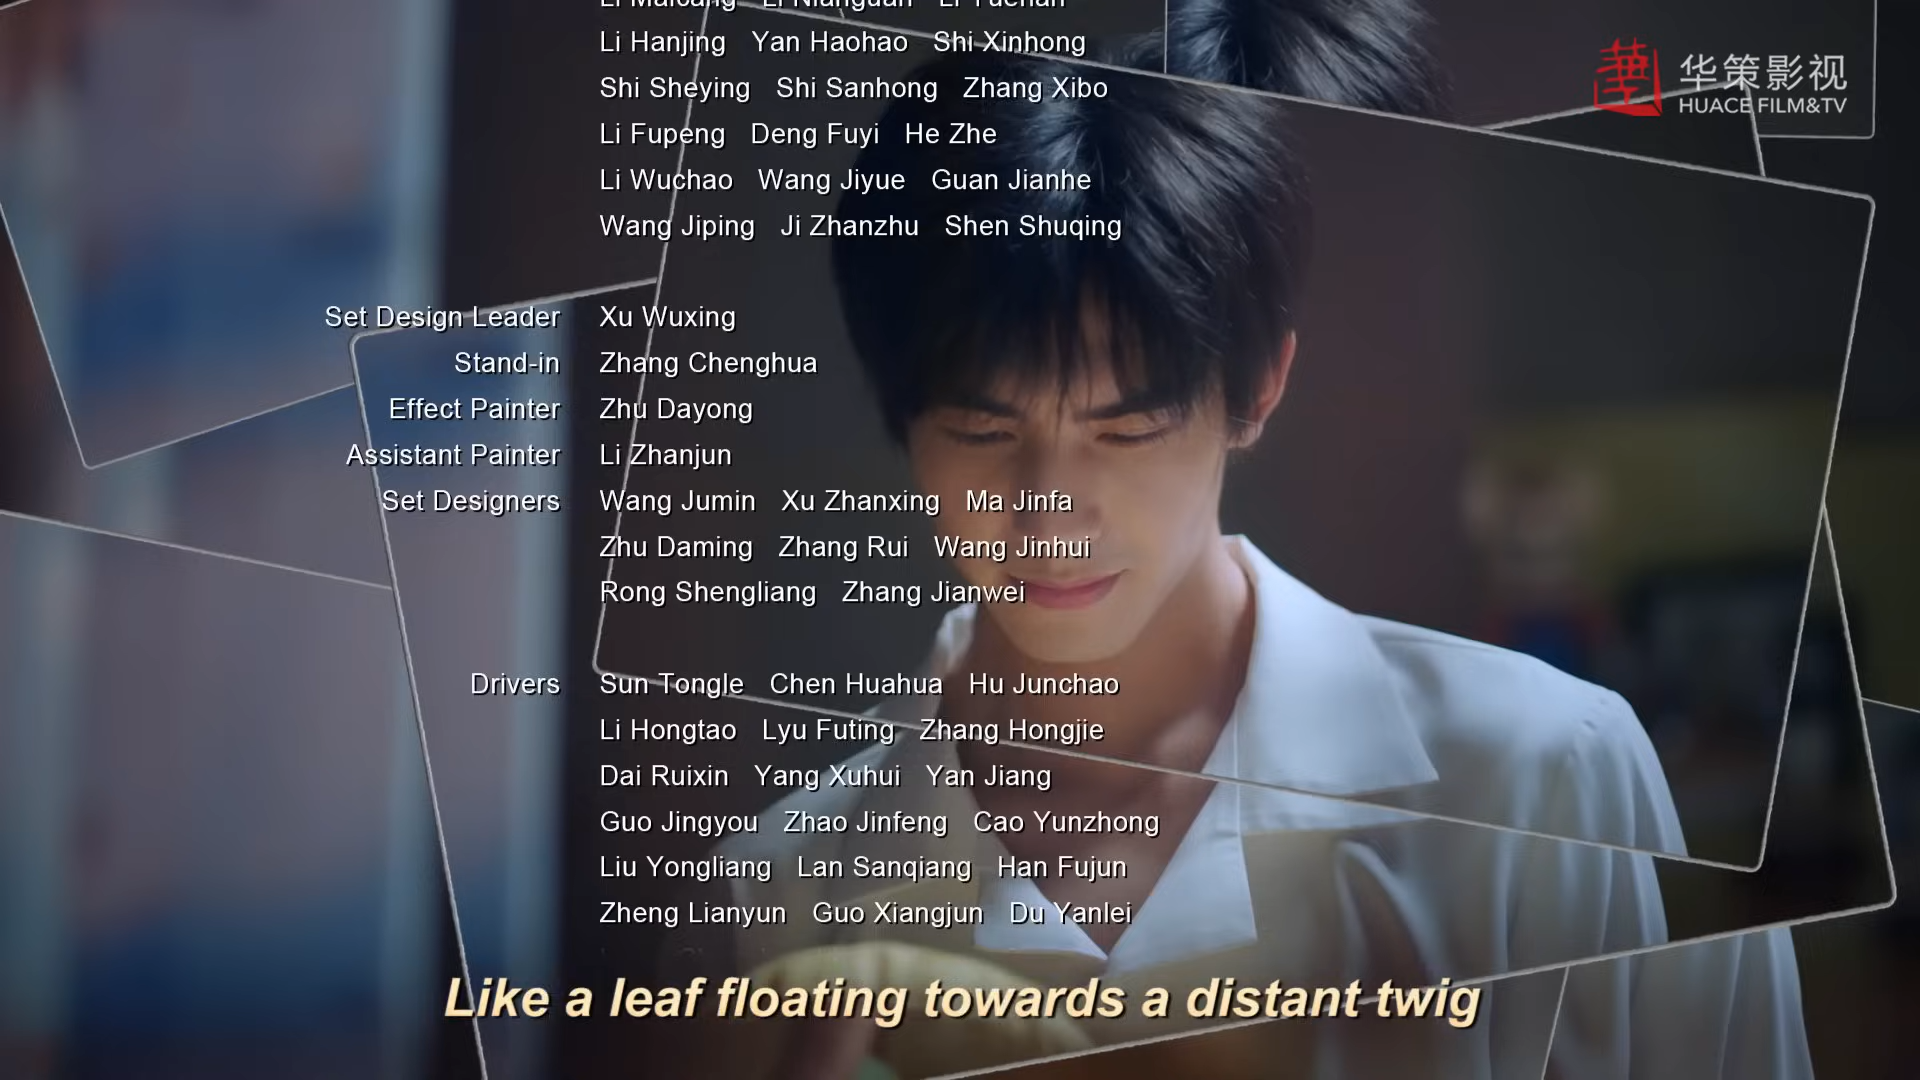 Li Hanjing Yan Haohao Shi Xinhong
华策影视
HUACE FILM&TV
Shi Sheying Shi Sanhong Zhang Xibo
Li Fupeng Deng Fuyi He Zhe
Li Wuchao Wang Jiyue Guan Jianhe
Wang Jiping Ji Zhanzhu Shen Shuqing
Set Design Leader Xu Wuxing
Stand-in Zhang Chenghua
Effect Painter Zhu Dayong
Assistant Painter Li Zhanjun
Set Designers Wang Jumin Xu Zhanxing Ma Jinfa
Zhu Daming Zhang Rui Wang Jinhui
Rong Shengliang Zhang Jianwei
Drivers Sun Tongle Chen Huahua Hu Junchao
Li Hongtao Lyu Futing Zhang Hongjie
Dai Ruixin Yang Xuhui Yan Jiang
Guo Jingyou Zhao Jinfeng Cao Yunzhong
Liu Yongliang Lan Sanqiang Han Fujun
Zheng Lianyun Guo Xiangjun Du Yanlei
Like a leaf floating towards a distant twig